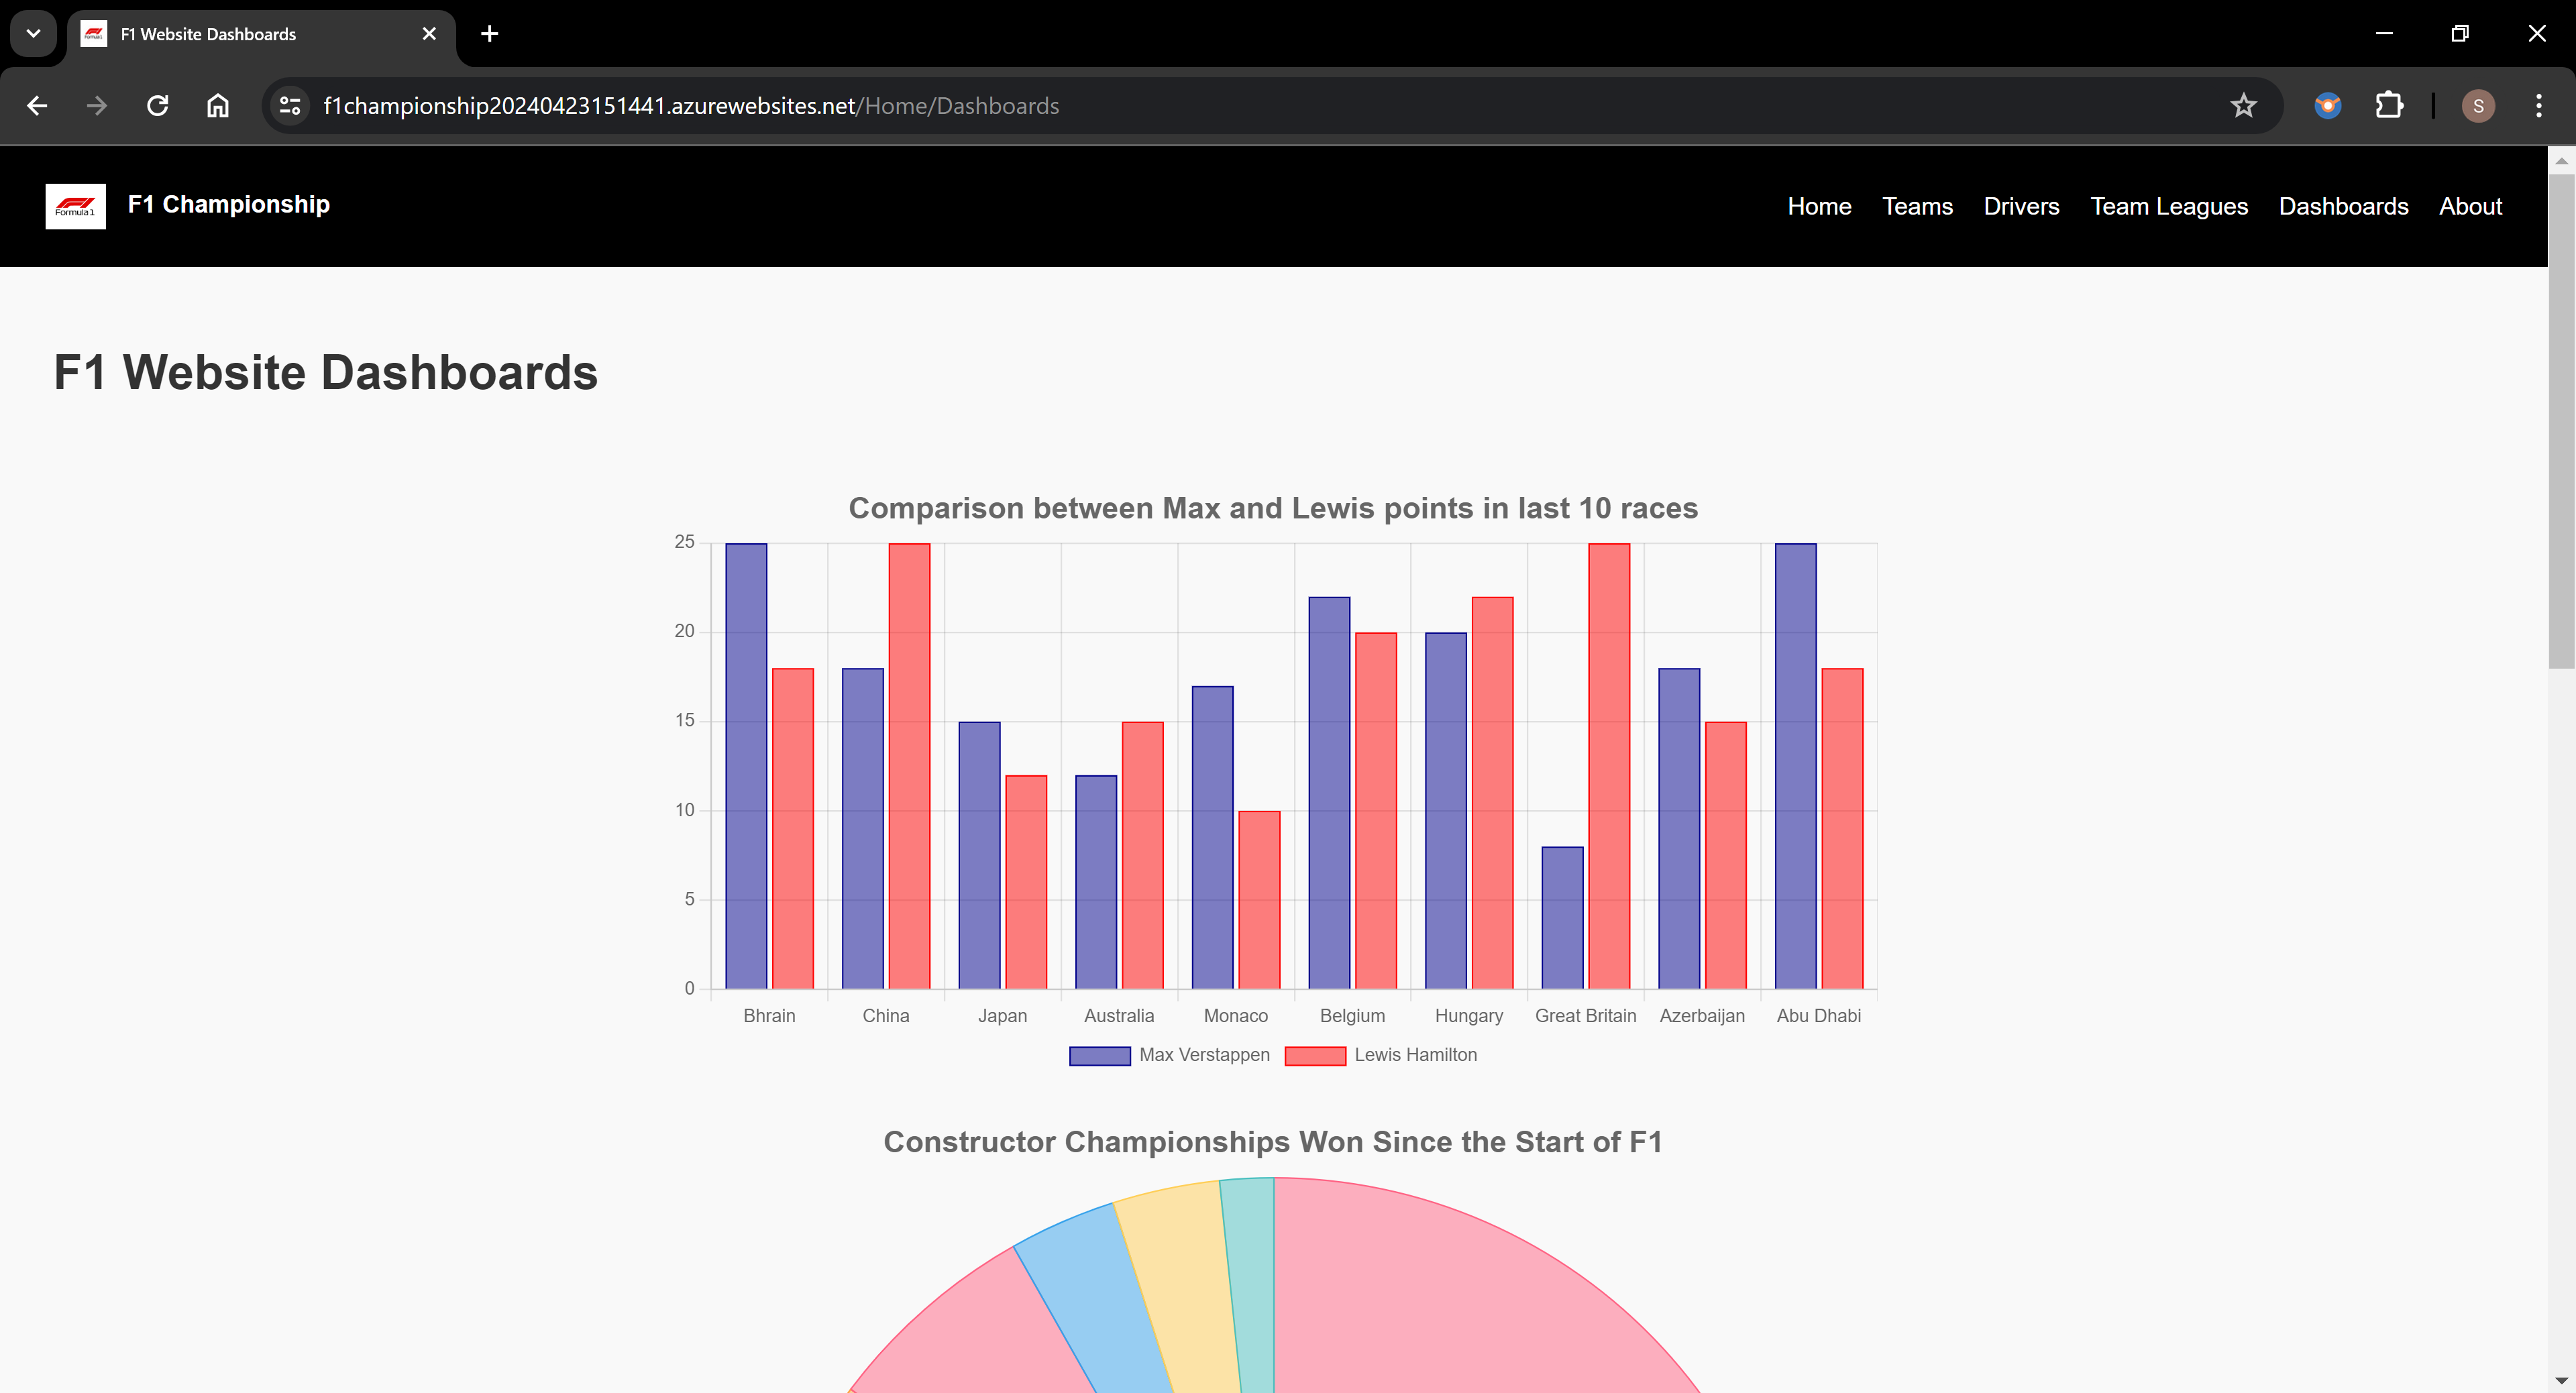 F1 Website Dashboards
f1championship20240423151441.azurewebsites.net/Home/Dashboards
S
Formula 1
F1 Championship
Home Teams Drivers Team Leagues Dashboards About
F1 Website Dashboards
Comparison between Max and Lewis points in last 10 races
25
20
15
10
5
0
Bhrain China Japan Australia Monaco Belgium Hungary Great Britain Azerbaijan Abu Dhabi
Max Verstappen Lewis Hamilton
Constructor Championships Won Since the Start of F1